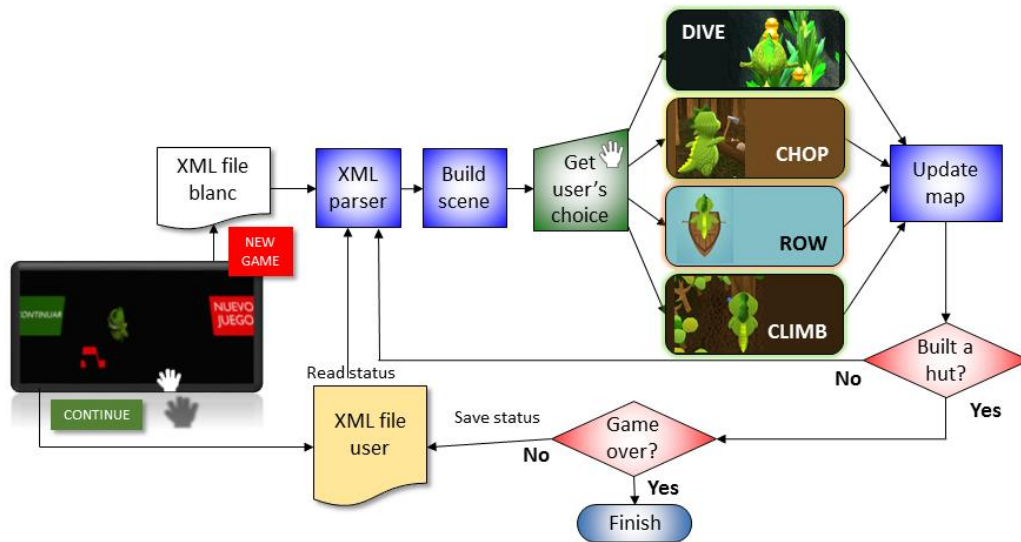 DIVE
CHOP
ROW
CLIMB
XML file
blanc
XML
parser
Build
scene
Get
user's
choice
Update
map
NEW
GAME
CONTINUAR
NUEVO
JUEGO
CONTINUE
Read status
XML file
user
Save status
Game
over?
No
Yes
Finish
Built a
hut?
No
Yes